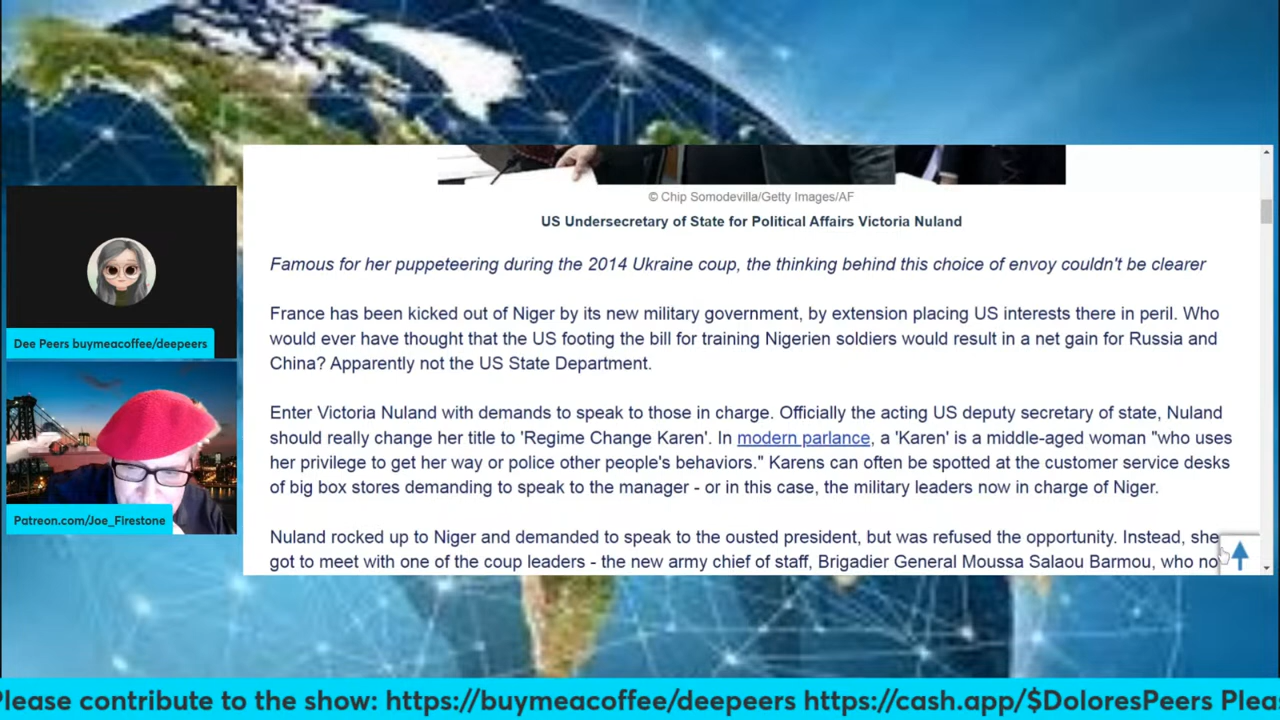 © Chip Somodevilla/Getty Images/AF
US Undersecretary of State for Political Affairs Victoria Nuland
Famous for her puppeteering during the 2014 Ukraine coup, the thinking behind this choice of envoy couldn't be clearer
France has been kicked out of Niger by its new military government, by extension placing US interests there in peril. Who
would ever have thought that the US footing the bill for training Nigerien soldiers would result in a net gain for Russia and
China? Apparently not the US State Department.
Enter Victoria Nuland with demands to speak to those in charge. Officially the acting US deputy secretary of state, Nuland
should really change her title to 'Regime Change Karen'. In modern parlance, a 'Karen' is a middle-aged woman "who uses
her privilege to get her way or police other people's behaviors." Karens can often be spotted at the customer service desks
of big box stores demanding to speak to the manager - or in this case, the military leaders now in charge of Niger.
Nuland rocked up to Niger and demanded to speak to the ousted president, but was refused the opportunity. Instead, she
got to meet with one of the coup leaders - the new army chief of staff, Brigadier General Moussa Salaou Barmou, who no
Dee Peers buymeacoffee/deepeers
Patreon.com/Joe_Firestone
Please contribute to the show: https://buymeacoffee/deepeers https://cash.app/$DoloresPeers Plea